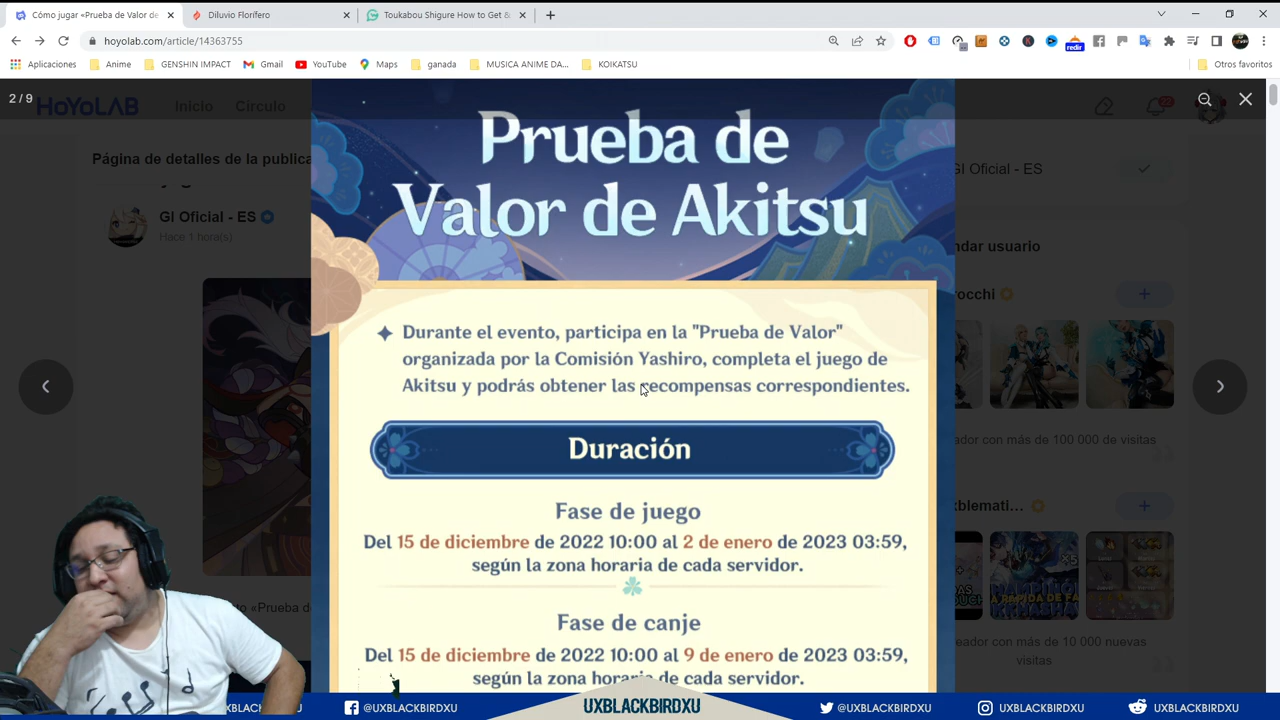 Cómo jugar «Prueba de Valor de
Diluvio Florífero
Toukabou Shigure How to Get &
hoyolab.com/article/14363755
redir
Aplicaciones
Anime
GENSHIN IMPACT
Gmail
YouTube
Maps
ganada
MUSICA ANIME DA...
KOIKATSU
Otros favoritos
2 / 9
HoYoLAB
Inicio
Círculo
Página de detalles de la publica
GI Oficial - ES
Hace 1 hora(s)
Prueba de
Valor de Akitsu
Durante el evento, participa en la "Prueba de Valor"
organizada por la Comisión Yashiro, completa el juego de
Akitsu y podrás obtener las recompensas correspondientes.
Duración
Fase de juego
Del 15 de diciembre de 2022 10:00 al 2 de enero de 2023 03:59,
según la zona horaria de cada servidor.
Fase de canje
Del 15 de diciembre de 2022 10:00 al 9 de enero de 2023 03:59,
según la zona horaria de cada servidor.
GI Oficial - ES
ndar usuario
rocchi
eador con más de 100 000 de visitas
blemati...
eador con más de 10 000 nuevas
visitas
to «Prueba d
UXBLACKBIRDXU
@UXBLACKBIRDXU
UXBLACKBIRDXU
@UXBLACKBIRDXU
UXBLACKBIRDXU
UXBLACKBIRDXU